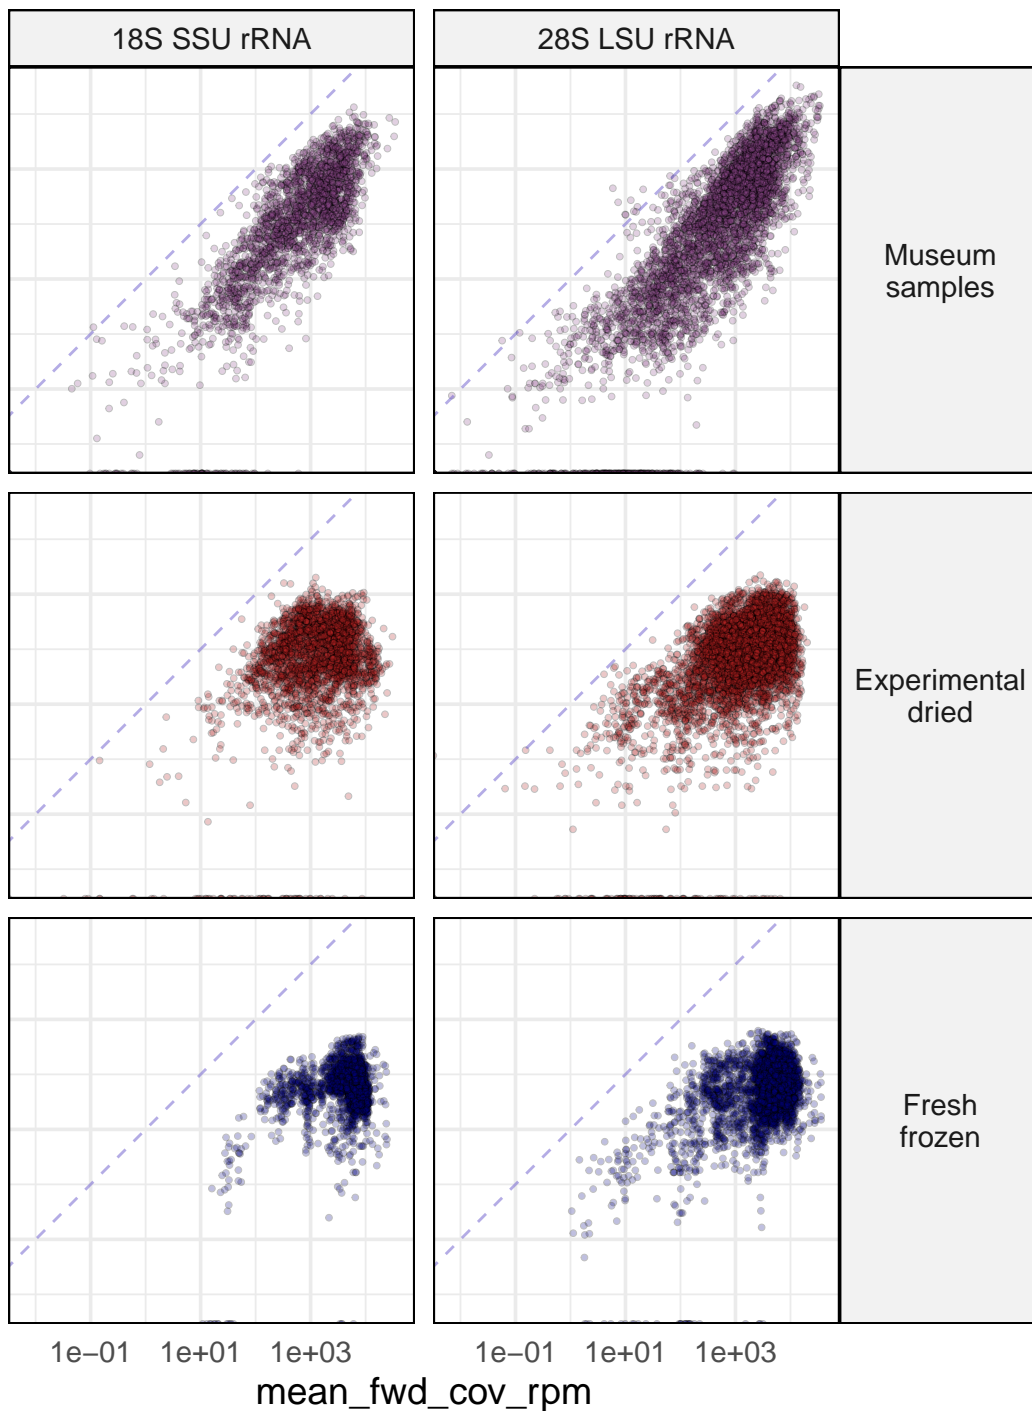 18S SSU rRNA
28S LSU rRNA
Museum
samples
Experimental
dried
Fresh
frozen
1e−01 1e+01 1e+03 1e−01 1e+01 1e+03
mean_fwd_cov_rpm